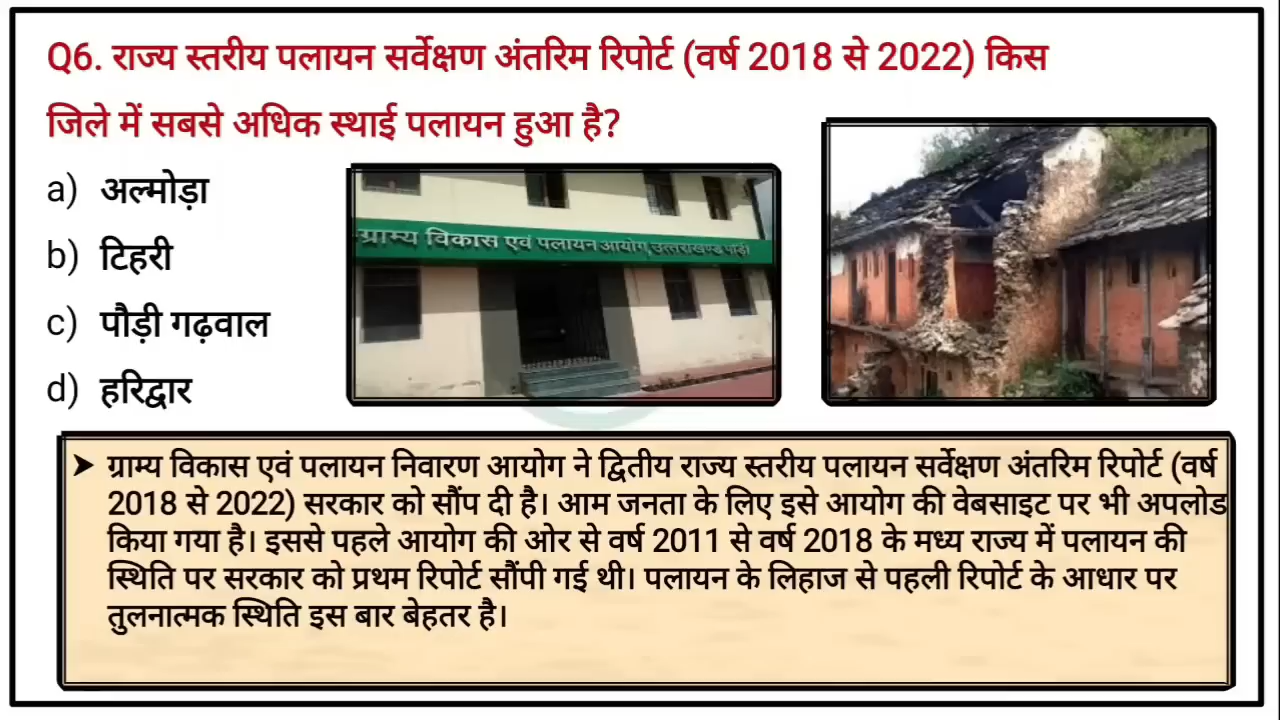 Q6. राज्य स्तरीय पलायन सर्वेक्षण अंतरिम रिपोर्ट (वर्ष 2018 से 2022) किस
जिले में सबसे अधिक स्थाई पलायन हुआ है?
a) अल्मोड़ा
b) टिहरी
c) पौड़ी गढ़वाल
d) हरिद्वार
ग्राम्य विकास एवं पलायन आयोग, उत्तराखण्ड पौड़ी
➤ ग्राम्य विकास एवं पलायन निवारण आयोग ने द्वितीय राज्य स्तरीय पलायन सर्वेक्षण अंतरिम रिपोर्ट (वर्ष
2018 से 2022) सरकार को सौंप दी है। आम जनता के लिए इसे आयोग की वेबसाइट पर भी अपलोड
किया गया है। इससे पहले आयोग की ओर से वर्ष 2011 से वर्ष 2018 के मध्य राज्य में पलायन की
स्थिति पर सरकार को प्रथम रिपोर्ट सौंपी गई थी। पलायन के लिहाज से पहली रिपोर्ट के आधार पर
तुलनात्मक स्थिति इस बार बेहतर है।